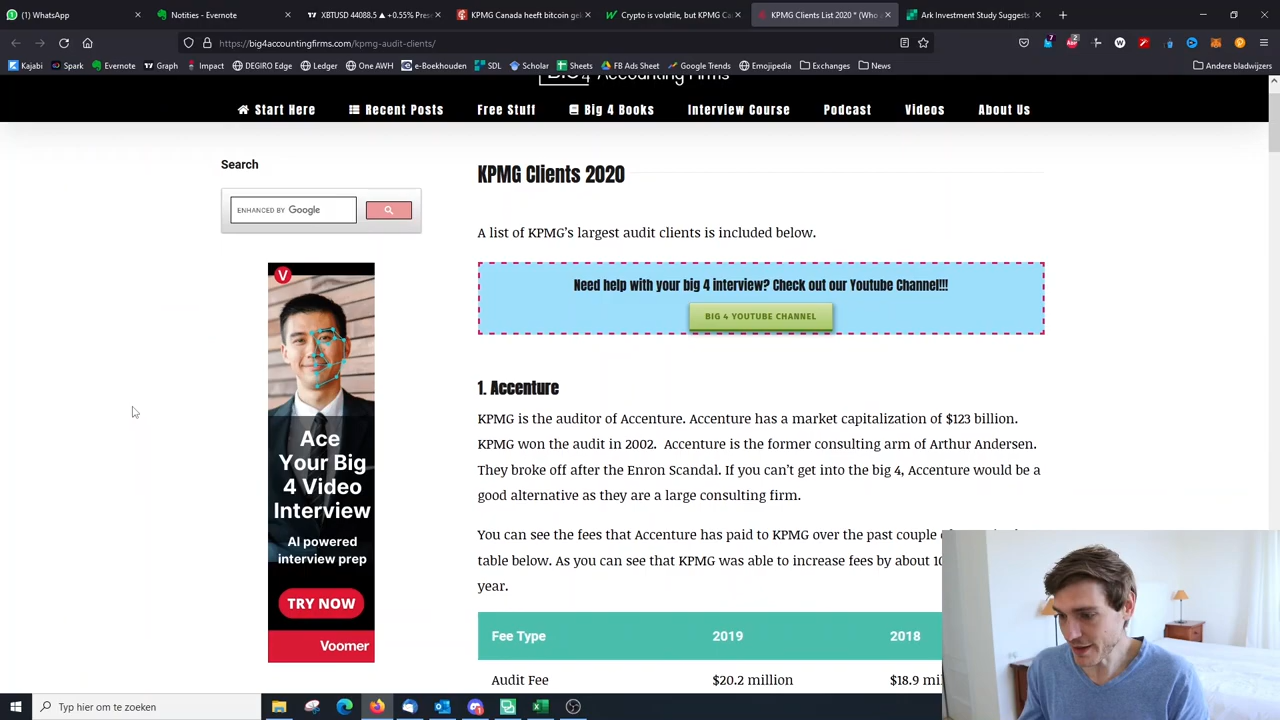 WhatsApp
Notities - Evernote
XBTUSD 44088.5 ▲ +0.55% Pres
KPMG Canada heeft bitcoin ge
Crypto is volatile, but KPMG Ca
KPMG Clients List 2020 * (Who
Ark Investment Study Suggests
https://big4accountingfirms.com/kpmg-audit-clients/
Kajabi
Spark
Evernote
Graph
Impact
DEGIRO Edge
Ledger
One AWH
e-Boekhouden
SDL
Scholar
Sheets
FB Ads Sheet
Google Trends
Emojipedia
Exchanges
News
Andere bladwijzers
Accounting Firms
Start Here
Recent Posts
Free Stuff
Big 4 Books
Interview Course
Podcast
Videos
About Us
Search
ENHANCED BY Google
V
Ace
Your Big
4 Video
Interview
AI powered
interview prep
TRY NOW
Voomer
KPMG Clients 2020
A list of KPMG's largest audit clients is included below.
Need help with your big 4 interview? Check out our Youtube Channel!!!
BIG 4 YOUTUBE CHANNEL
1. Accenture
KPMG is the auditor of Accenture. Accenture has a market capitalization of $123 billion.
KPMG won the audit in 2002. Accenture is the former consulting arm of Arthur Andersen.
They broke off after the Enron Scandal. If you can't get into the big 4, Accenture would be a
good alternative as they are a large consulting firm.
You can see the fees that Accenture has paid to KPMG over the past couple
table below. As you can see that KPMG was able to increase fees by about
year.
Fee Type 2019 2018
Audit Fee $20.2 million $18.9 mil
Typ hier om te zoeken